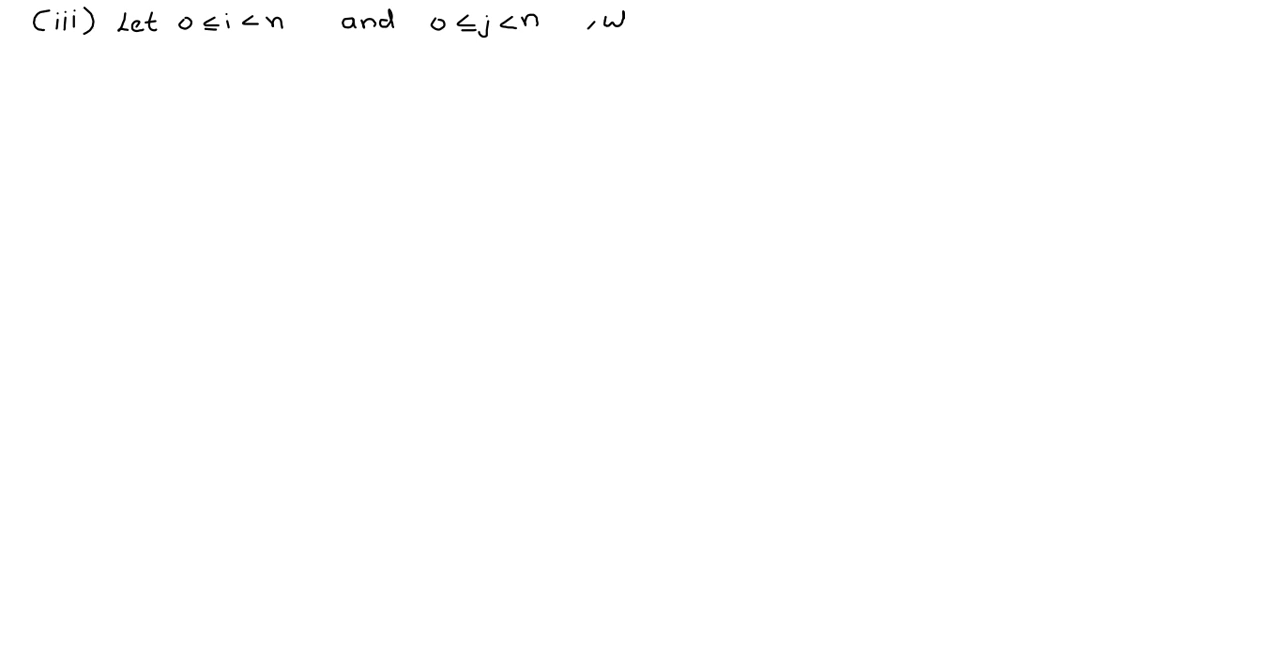 (iii) Let 0 ≤ i < n and 0 ≤ j < n , w